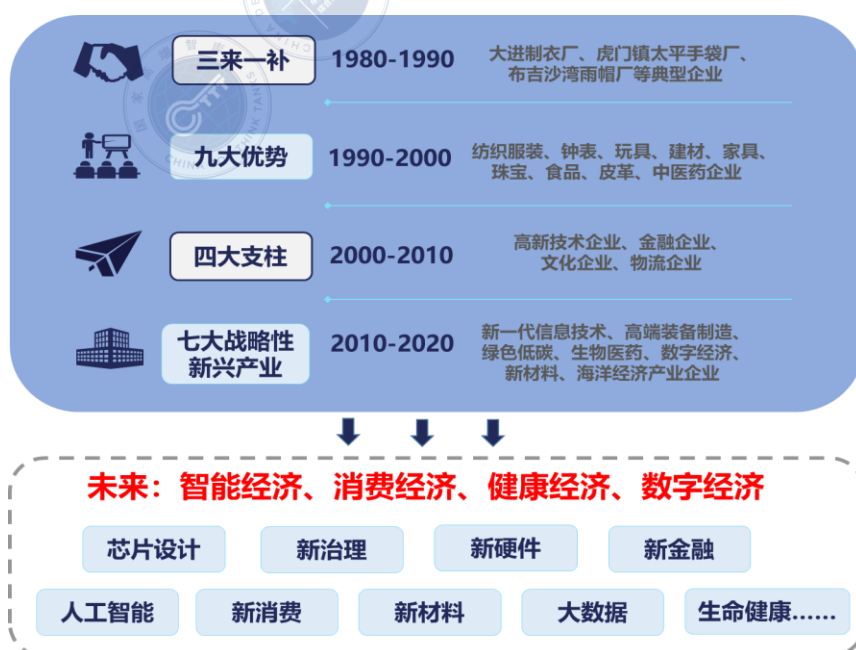 三来一补
1980-1990
大进制衣厂、虎门镇太平手袋厂、
布吉沙湾雨帽厂等典型企业
九大优势
1990-2000
纺织服装、钟表、玩具、建材、家具、
珠宝、食品、皮革、中医药企业
四大支柱
2000-2010
高新技术企业、金融企业、
文化企业、物流企业
七大战略性
新兴产业
2010-2020
新一代信息技术、高端装备制造、
绿色低碳、生物医药、数字经济、
新材料、海洋经济产业企业
未来：智能经济、消费经济、健康经济、数字经济
芯片设计
新治理
新硬件
新金融
人工智能
新消费
新材料
大数据
生命健康……